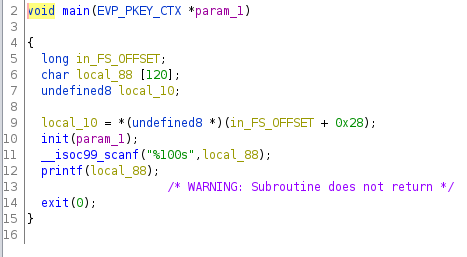 2 void main(EVP_PKEY_CTX *param_1)
3
4 {
5 long in_FS_OFFSET;
6 char local_88 [120];
7 undefined8 local_10;
8
9 local_10 = *(undefined8 *)(in_FS_OFFSET + 0x28);
10 init(param_1);
11 __isoc99_scanf("%100s",local_88);
12 printf(local_88);
13 /* WARNING: Subroutine does not return */
14 exit(0);
15 }
16